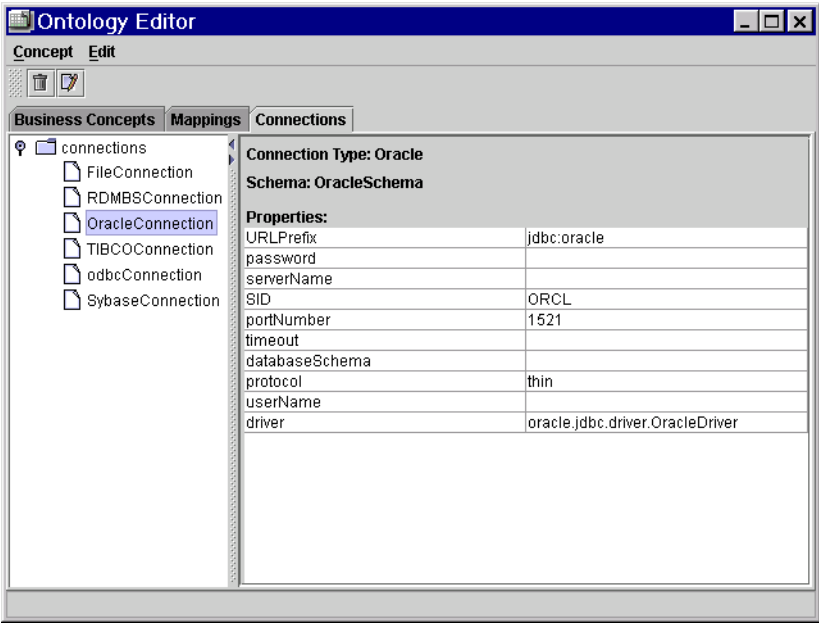 Ontology Editor
Concept Edit
Business Concepts Mappings Connections
connections
FileConnection
RDMBSConnection
OracleConnection
TIBCOConnection
odbcConnection
SybaseConnection
Connection Type: Oracle
Schema: OracleSchema
Properties:
URLPrefix jdbc:oracle
password
serverName
SID ORCL
portNumber 1521
timeout
databaseSchema
protocol thin
userName
driver oracle.jdbc.driver.OracleDriver